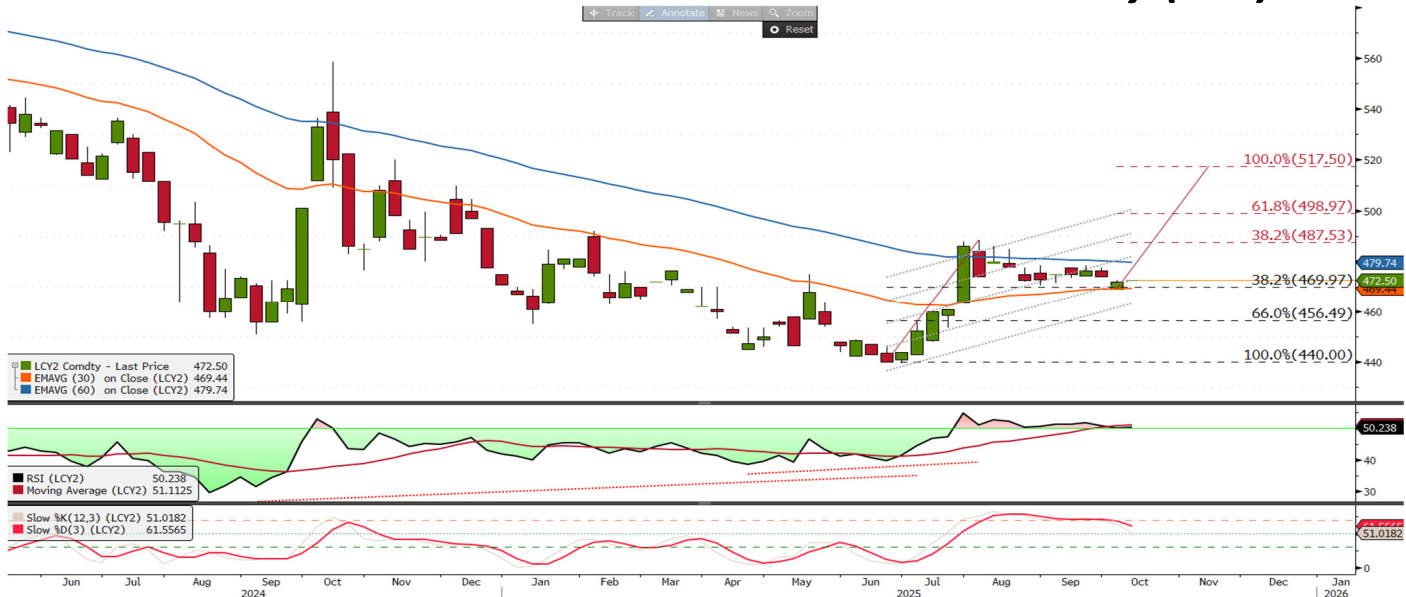 Track Annotate News Zoom
Reset
560
540
520
500
460
440
100.0%(517.50)
61.8%(498.97)
38.2%(487.53)
479.74
472.50
469.44
38.2%(469.97)
66.0%(456.49)
100.0%(440.00)
LCY2 Comdty - Last Price 472.50
EMAVG (30) on Close (LCY2) 469.44
EMAVG (60) on Close (LCY2) 479.74
50.238
40
30
RSI (LCY2) 50.238
Moving Average (LCY2) 51.1125
Slow %K(12,3) (LCY2) 51.0182
Slow %D(3) (LCY2) 61.5565
61.5565
51.0182
0
Jun Jul Aug Sep Oct Nov Dec Jan Feb Mar Apr May Jun Jul Aug Sep Oct Nov Dec Jan
2024 2025 2026